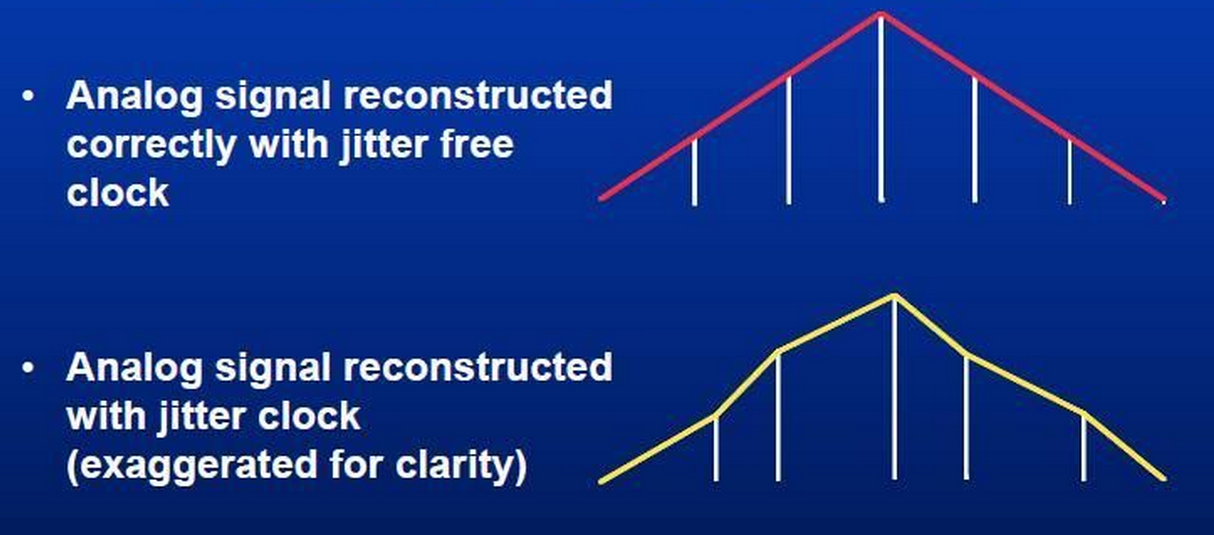 • Analog signal reconstructed
correctly with jitter free
clock
• Analog signal reconstructed
with jitter clock
(exaggerated for clarity)